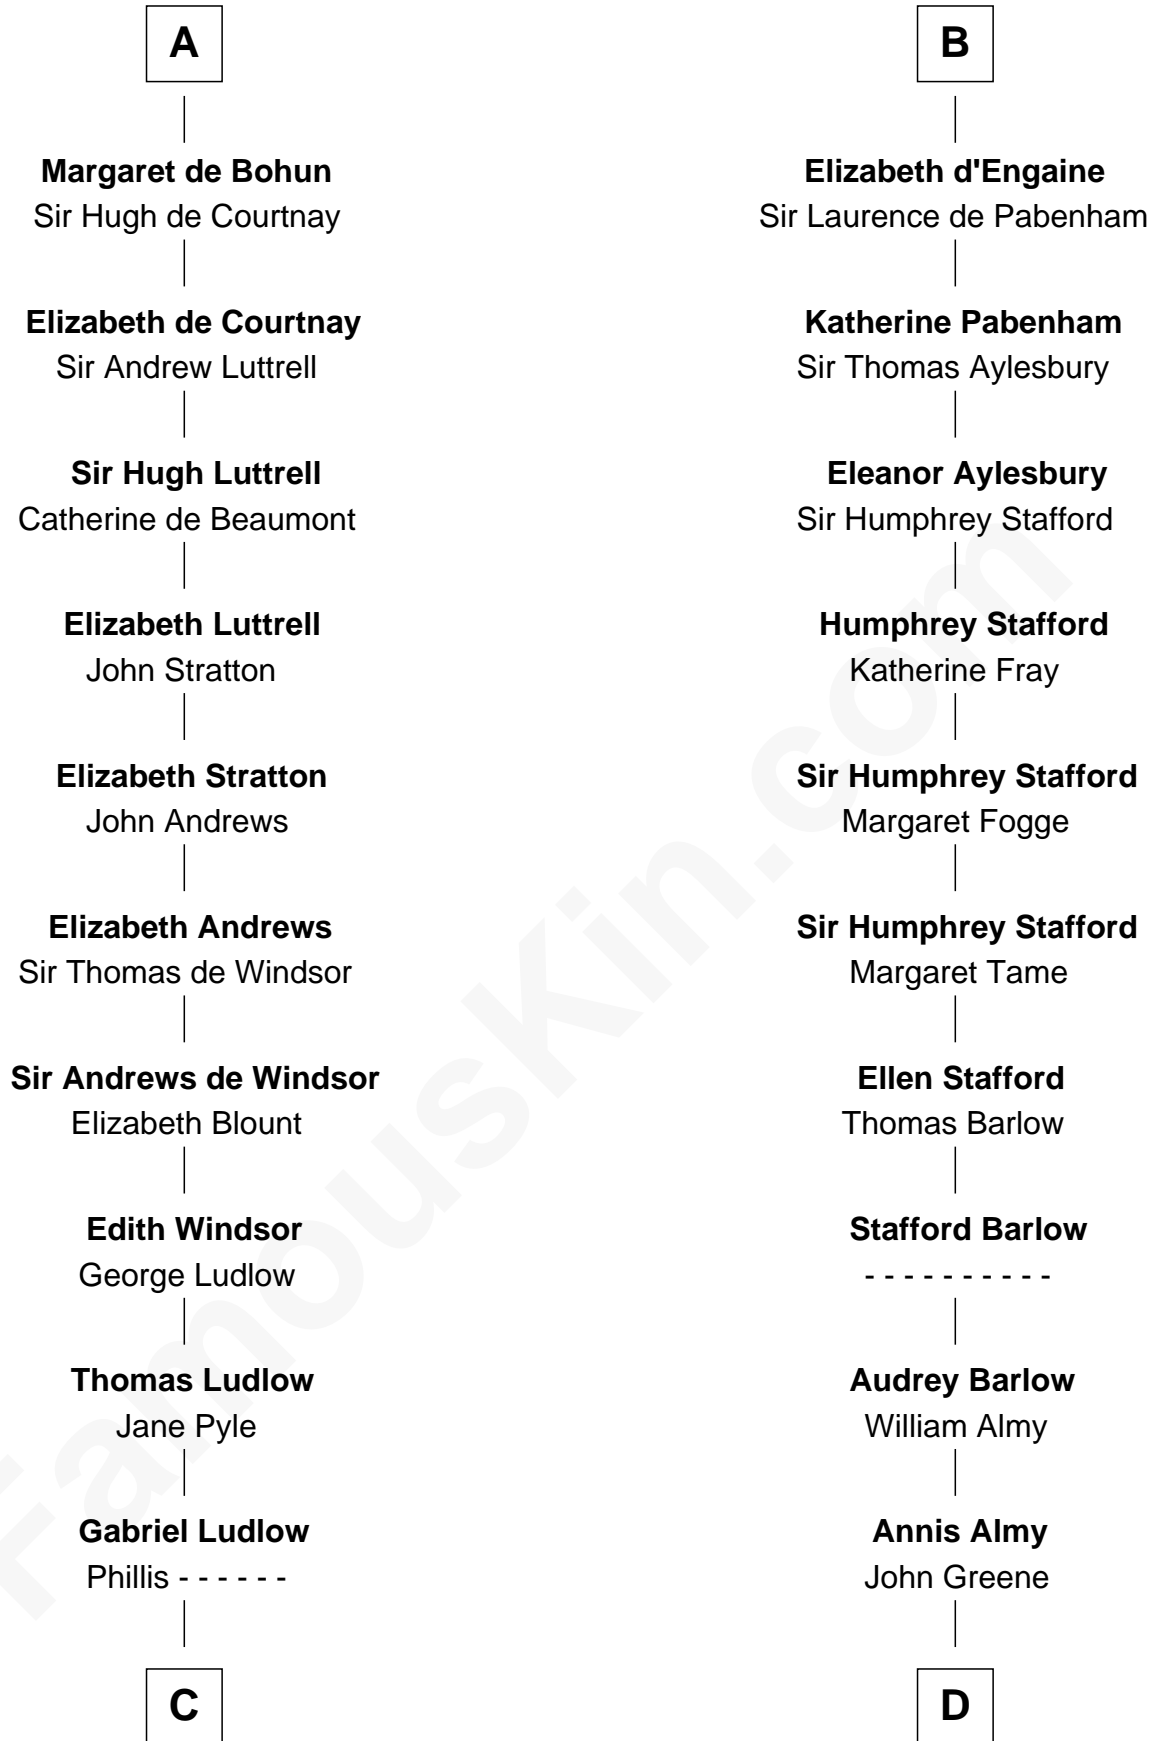 A
Margaret de Bohun
Sir Hugh de Courtnay
Elizabeth de Courtnay
Sir Andrew Luttrell
Sir Hugh Luttrell
Catherine de Beaumont
Elizabeth Luttrell
John Stratton
Elizabeth Stratton
John Andrews
Elizabeth Andrews
Sir Thomas de Windsor
Sir Andrews de Windsor
Elizabeth Blount
Edith Windsor
George Ludlow
Thomas Ludlow
Jane Pyle
Gabriel Ludlow
Phillis - - - - - -
C
B
Elizabeth d'Engaine
Sir Laurence de Pabenham
Katherine Pabenham
Sir Thomas Aylesbury
Eleanor Aylesbury
Sir Humphrey Stafford
Humphrey Stafford
Katherine Fray
Sir Humphrey Stafford
Margaret Fogge
Sir Humphrey Stafford
Margaret Tame
Ellen Stafford
Thomas Barlow
Stafford Barlow
- - - - - - - - - -
Audrey Barlow
William Almy
Annis Almy
John Greene
D
FamousKin.com